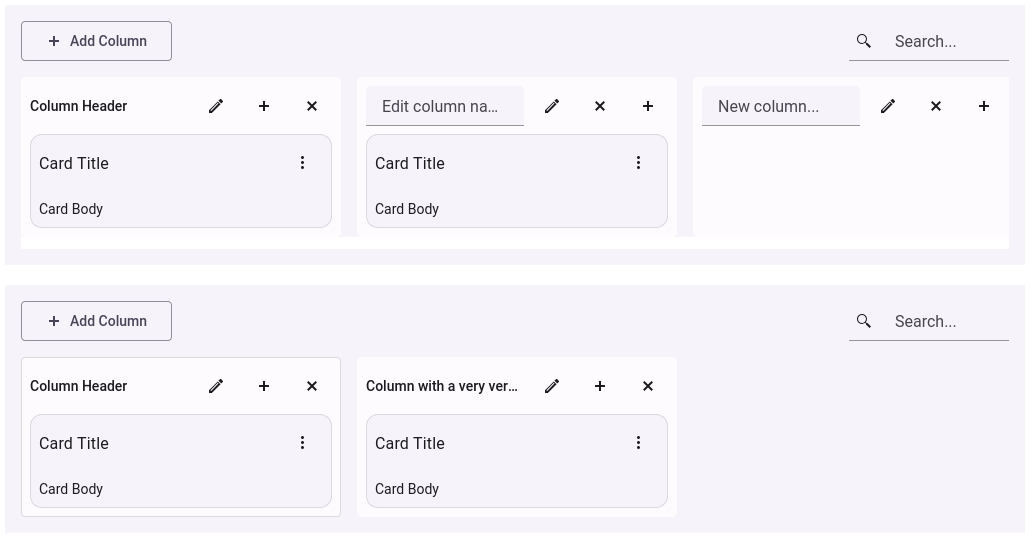 Add Column
Search...
Column Header
Edit column na...
New column...
Card Title
Card Title
Card Body
Card Body
Add Column
Search...
Column Header
Column with a very ver...
Card Title
Card Title
Card Body
Card Body